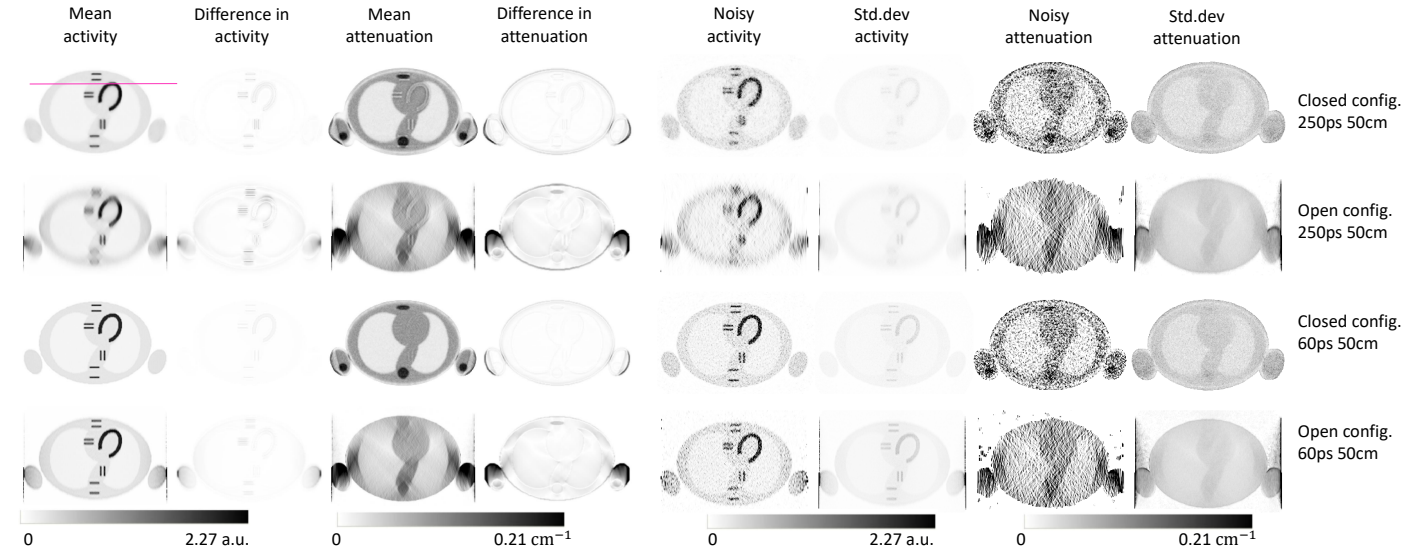 Mean
activity
Difference in
activity
Mean
attenuation
Difference in
attenuation
Noisy
activity
Std.dev
activity
Noisy
attenuation
Std.dev
attenuation
Closed config.
250ps 50cm
Open config.
250ps 50cm
Closed config.
60ps 50cm
Open config.
60ps 50cm
0 2.27 a.u.
0 0.21 cm⁻¹
0 2.27 a.u.
0 0.21 cm⁻¹